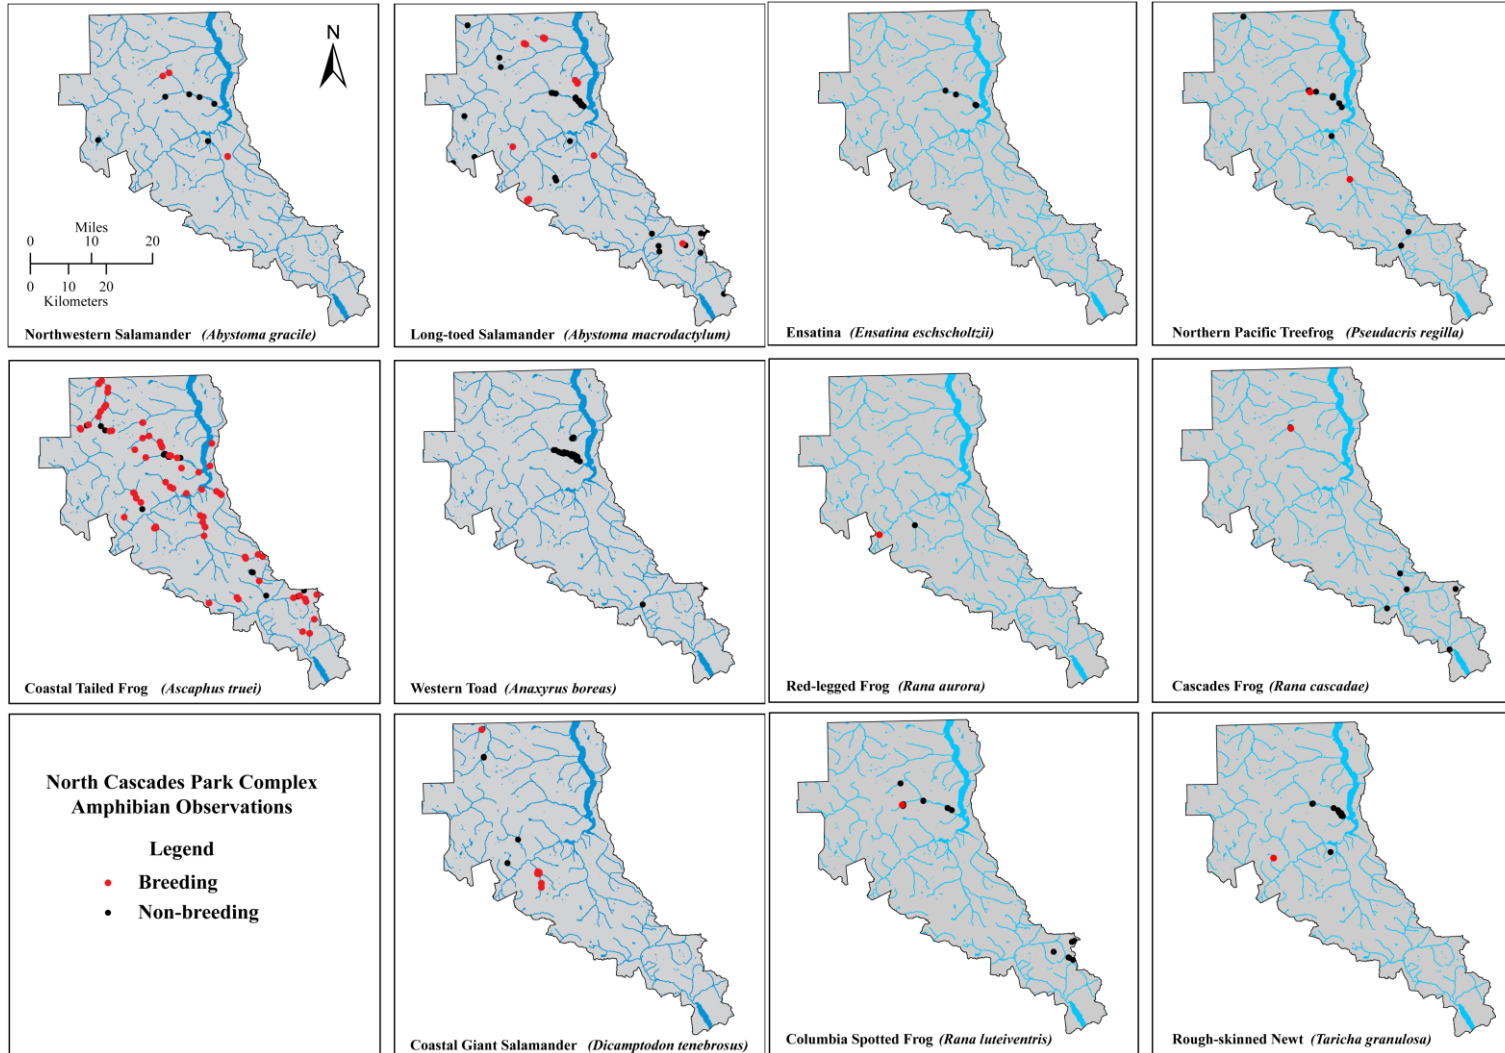 N
Miles
0 10 20
0 10 20
Kilometers
Northwestern Salamander (Abystoma gracile)
Long-toed Salamander (Abystoma macrodactylum)
Ensatina (Ensatina eschscholtzii)
Northern Pacific Treefrog (Pseudacris regilla)
Coastal Tailed Frog (Ascaphus truei)
Western Toad (Anaxyrus boreas)
Red-legged Frog (Rana aurora)
Cascades Frog (Rana cascadae)
North Cascades Park Complex
Amphibian Observations
Legend
Breeding
Non-breeding
Coastal Giant Salamander (Dicamptodon tenebrosus)
Columbia Spotted Frog (Rana luteiventris)
Rough-skinned Newt (Taricha granulosa)